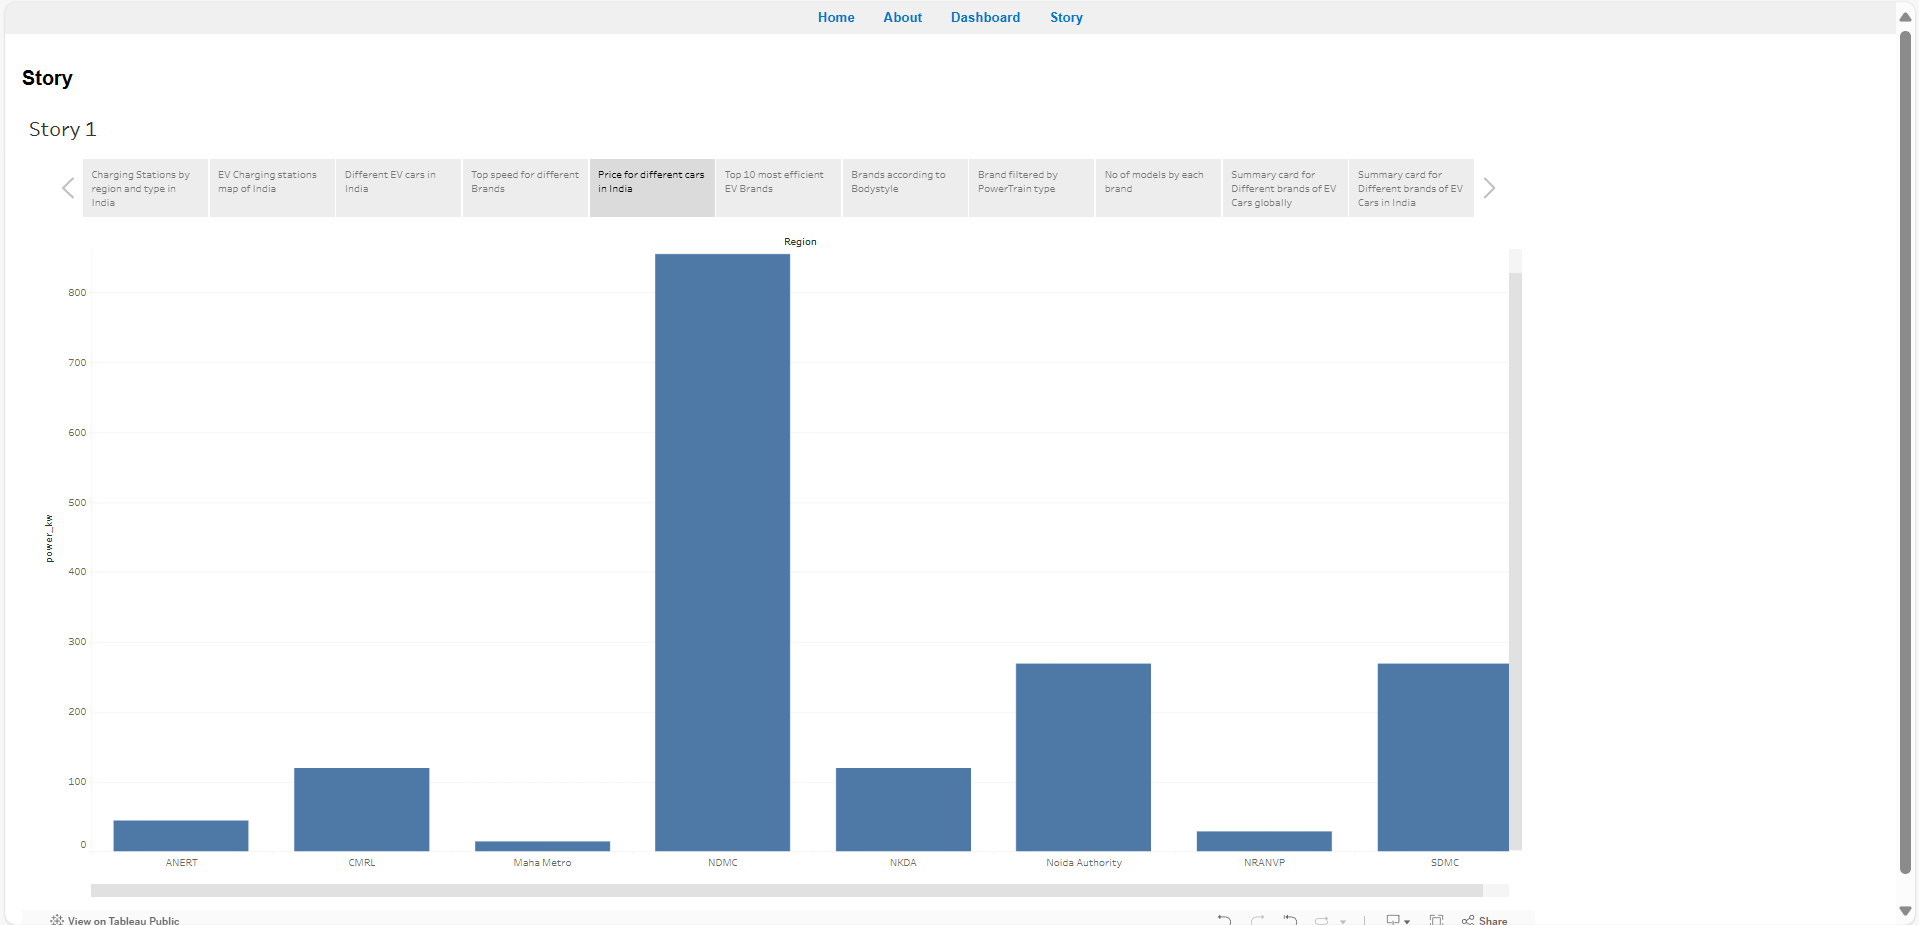 Home About Dashboard Story
Story
Story 1
Charging Stations by
region and type in
India
EV Charging stations
map of India
Different EV cars in
India
Top speed for different
Brands
Price for different cars
in India
Top 10 most efficient
EV Brands
Brands according to
Bodystyle
Brand filtered by
PowerTrain type
No of models by each
brand
Summary card for
Different brands of EV
Cars globally
Summary card for
Different brands of EV
Cars in India
Region
power_kw
800
700
600
500
400
300
200
100
0
ANERT CMRL Maha Metro NDMC NKDA Noida Authority NRANVP SDMC
View on Tableau Public
Share